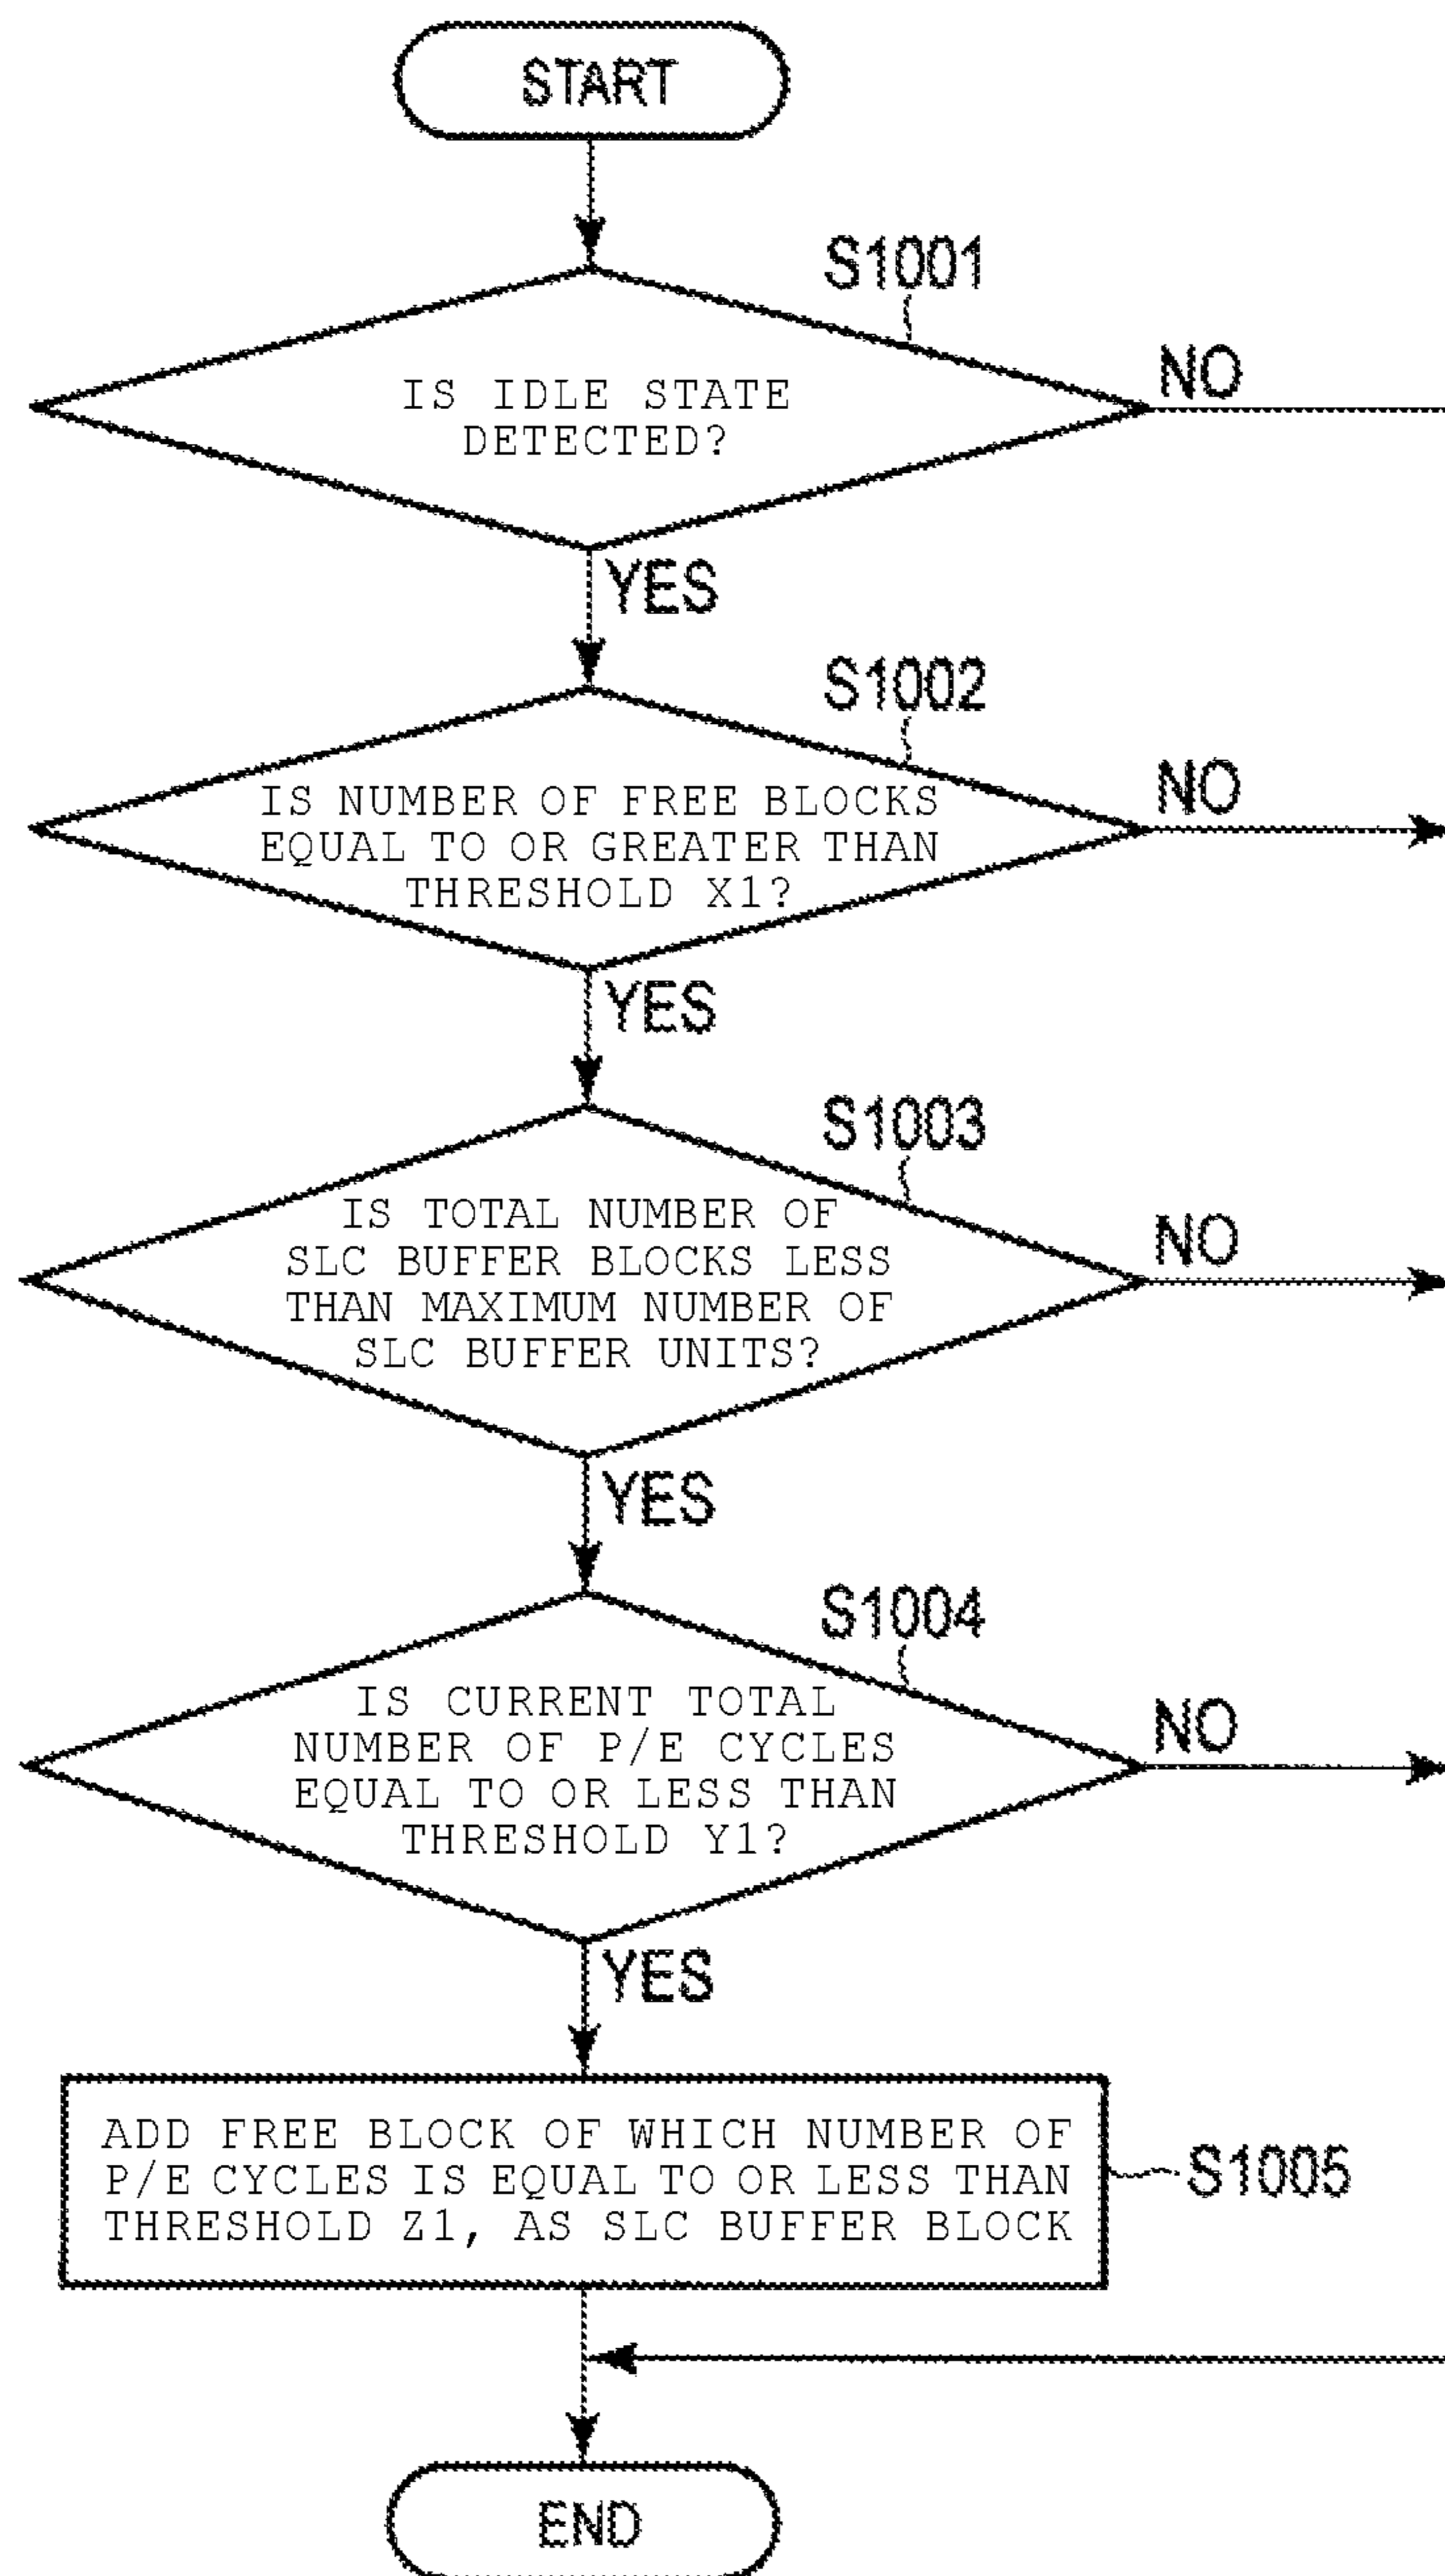 START
S1001
IS IDLE STATE
DETECTED?
NO
YES
S1002
IS NUMBER OF FREE BLOCKS
EQUAL TO OR GREATER THAN
THRESHOLD X1?
NO
YES
S1003
IS TOTAL NUMBER OF
SLC BUFFER BLOCKS LESS
THAN MAXIMUM NUMBER OF
SLC BUFFER UNITS?
NO
YES
S1004
IS CURRENT TOTAL
NUMBER OF P/E CYCLES
EQUAL TO OR LESS THAN
THRESHOLD Y1?
NO
YES
ADD FREE BLOCK OF WHICH NUMBER OF
P/E CYCLES IS EQUAL TO OR LESS THAN
THRESHOLD Z1, AS SLC BUFFER BLOCK
S1005
END